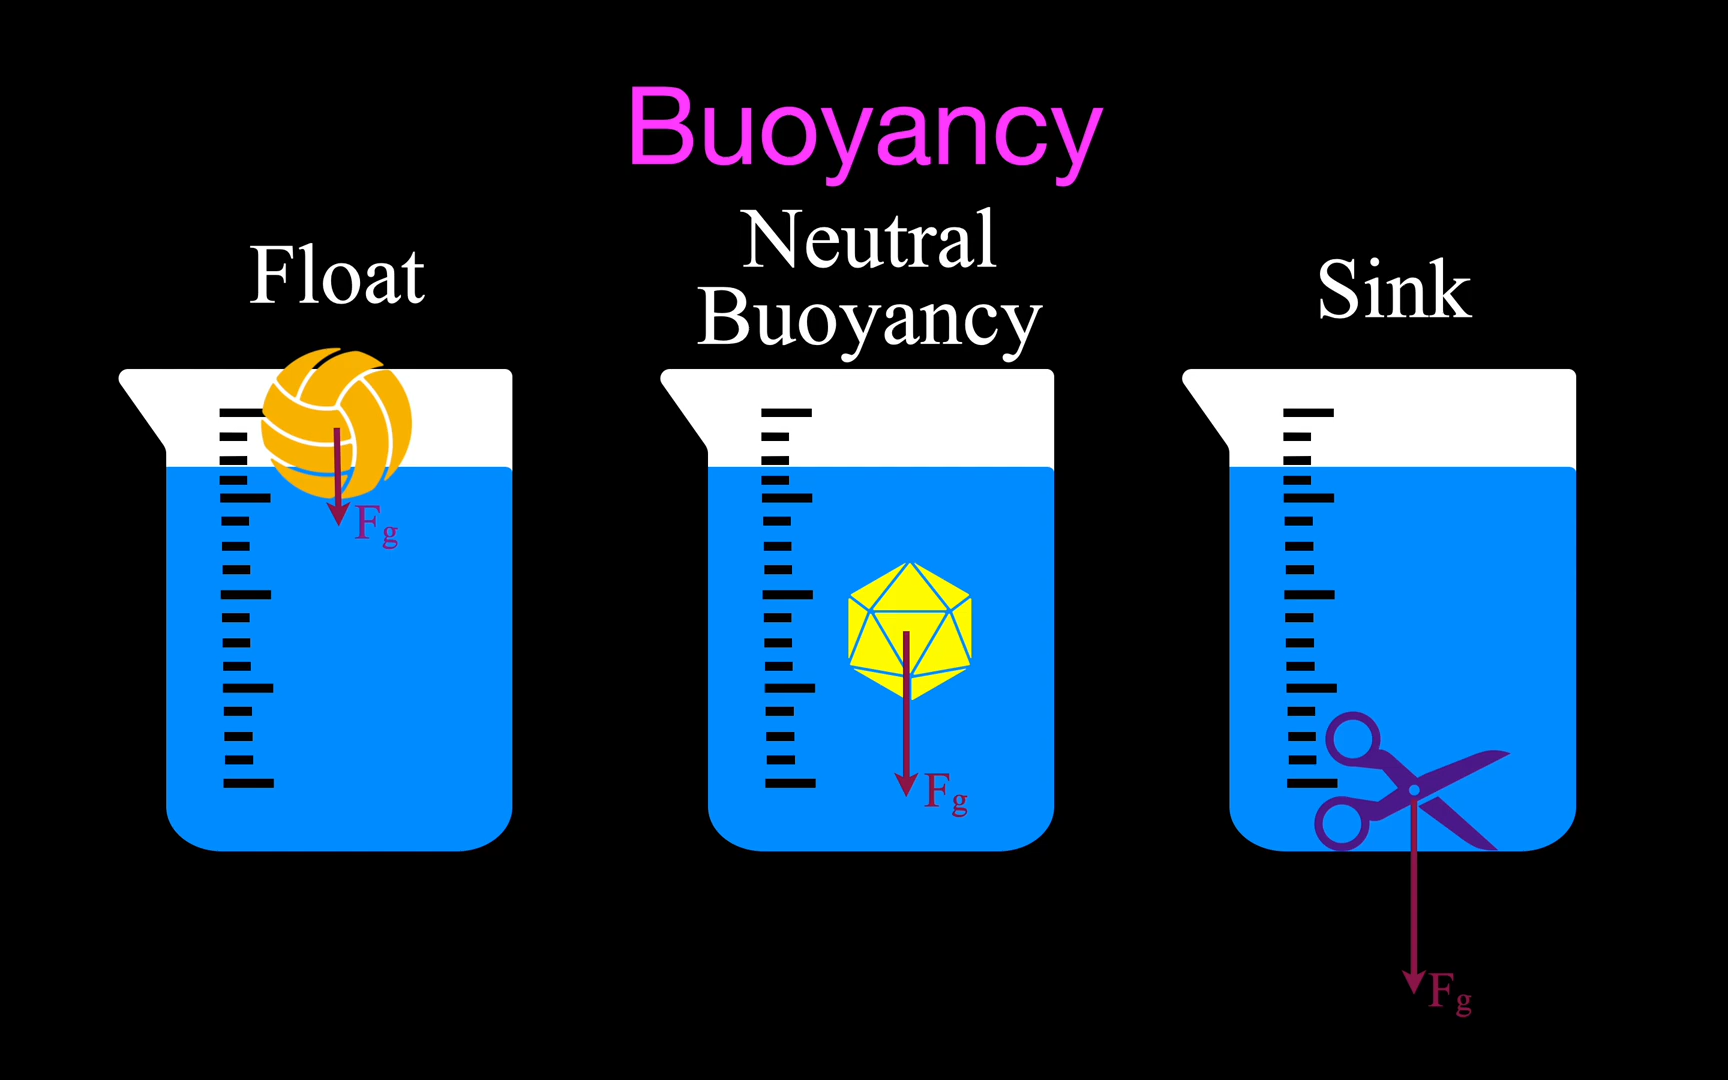 Buoyancy
Float
Neutral
Buoyancy
Sink
Fg
Fg
Fg